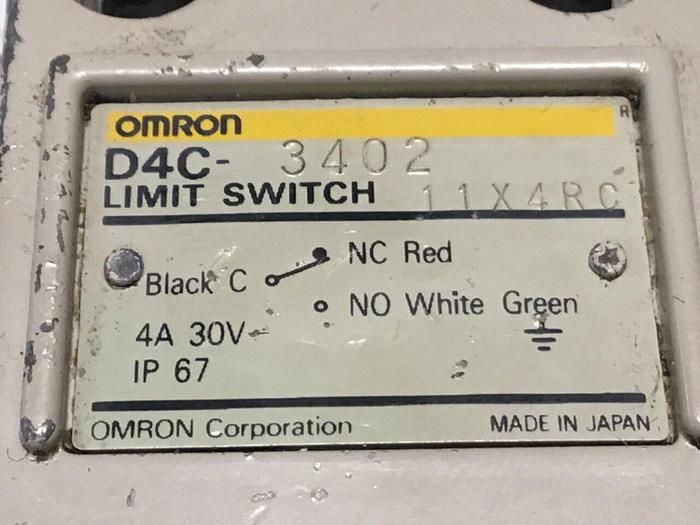 OMRON
R
D4C- 3402
LIMIT SWITCH 11X4RC
NC Red
Black C
NO White Green
4A 30V
IP 67
OMRON Corporation MADE IN JAPAN